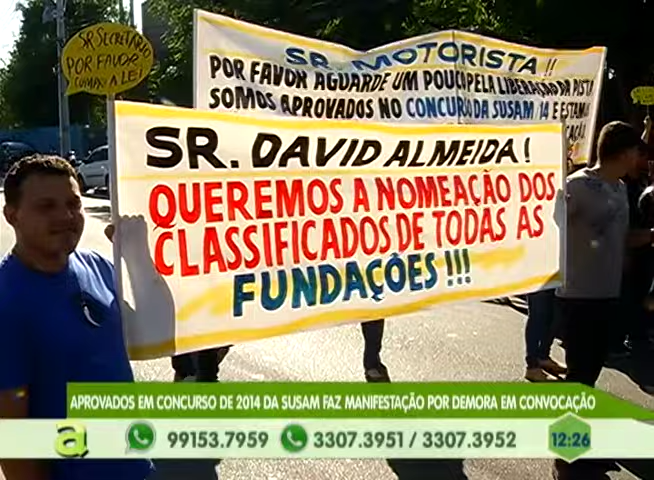 SR SECRETÁRIO
POR FAVOR
CUMPRA A LEI
SR. MOTORISTA !!
POR FAVOR AGUARDE UM POUCO PELA LIBERAÇÃO DA PISTA
SOMOS APROVADOS NO CONCURSO DA SUSAM 14 E ESTAMOS
SR. DAVID ALMEIDA !
QUEREMOS A NOMEAÇÃO DOS
CLASSIFICADOS DE TODAS AS
FUNDAÇÕES !!!
APROVADOS EM CONCURSO DE 2014 DA SUSAM FAZ MANIFESTAÇÃO POR DEMORA EM CONVOCAÇÃO
a 99153.7959 3307.3951 / 3307.3952 12:26